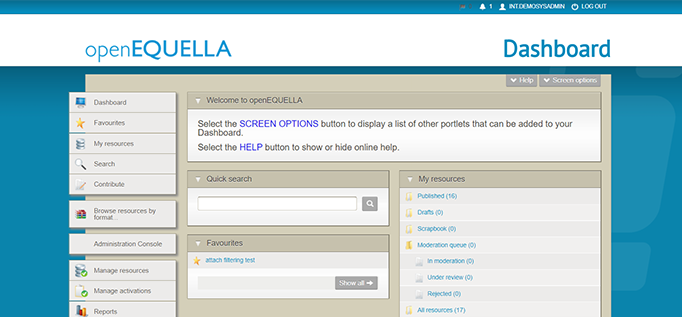 1 INT.DEMOSYSADMIN LOG OUT
openEQUELLA
Dashboard
Help Screen options
Dashboard
Favourites
My resources
Search
Contribute
Browse resources by
format...
Administration Console
Manage resources
Manage activations
Reports
Welcome to openEQUELLA
Select the SCREEN OPTIONS button to display a list of other portlets that can be added to your
Dashboard.
Select the HELP button to show or hide online help.
Quick search
Favourites
attach filtering test
Show all
My resources
Published (16)
Drafts (0)
Scrapbook (0)
Moderation queue (0)
In moderation (0)
Under review (0)
Rejected (0)
All resources (17)